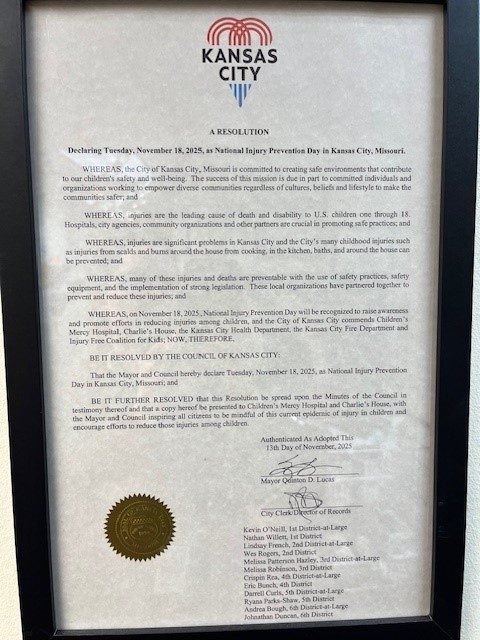 KANSAS
CITY
A RESOLUTION
Declaring Tuesday, November 18, 2025, as National Injury Prevention Day in Kansas City, Missouri.
WHEREAS, the City of Kansas City, Missouri is committed to creating safe environments that contribute
to our children's safety and well-being. The success of this mission is due in part to committed individuals and
organizations working to empower diverse communities regardless of cultures, beliefs and lifestyle to make the
communities safer; and
WHEREAS, injuries are the leading cause of death and disability to U.S. children one through 18.
Hospitals, city agencies, community organizations and other partners are crucial in promoting safe practices; and
WHEREAS, injuries are significant problems in Kansas City and the City's many childhood injuries such
as injuries from scalds and burns around the house from cooking, in the kitchen, baths, and around the house can
be prevented; and
WHEREAS, many of these injuries and deaths are preventable with the use of safety practices, safety
equipment, and the implementation of strong legislation. These local organizations have partnered together to
prevent and reduce these injuries; and
WHEREAS, on November 18, 2025, National Injury Prevention Day will be recognized to raise awareness
and promote efforts in reducing injuries among children, and the City of Kansas City commends Children's
Mercy Hospital, Charlie's House, the Kansas City Health Department, the Kansas City Fire Department and
Injury Free Coalition for Kids; NOW, THEREFORE,
BE IT RESOLVED BY THE COUNCIL OF KANSAS CITY:
That the Mayor and Council hereby declare Tuesday, November 18, 2025, as National Injury Prevention
Day in Kansas City, Missouri; and
BE IT FURTHER RESOLVED that this Resolution be spread upon the Minutes of the Council in
testimony thereof and that a copy hereof be presented to Children's Mercy Hospital and Charlie's House, with
the Mayor and Council inspiring all citizens to be mindful of this current epidemic of injury in children and
encourage efforts to reduce those injuries among children.
Authenticated As Adopted This
13th Day of November, 2025
Mayor Quinton D. Lucas
City Clerk/Director of Records
Kevin O'Neill, 1st District-at-Large
Nathan Willett, 1st District
Lindsay French, 2nd District-at-Large
Wes Rogers, 2nd District
Melissa Patterson Hazley, 3rd District-at-Large
Melissa Robinson, 3rd District
Crispin Rea, 4th District-at-Large
Eric Bunch, 4th District
Darrell Curls, 5th District-at-Large
Ryana Parks-Shaw, 5th District
Andrea Bough, 6th District-at-Large
Johnathan Duncan, 6th District